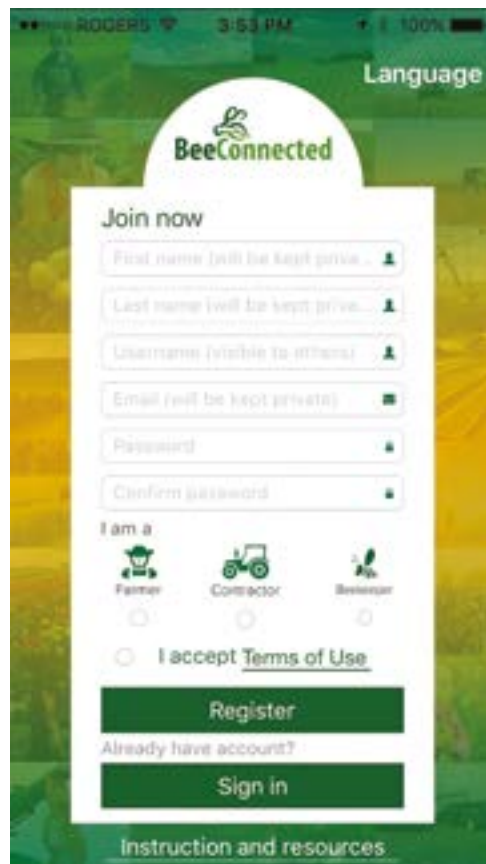 ROGERS 3:53 PM 100%
Language
BeeConnected
Join now
First name (will be kept priva...
Last name (will be kept priva...
Username (visible to others)
Email (will be kept private)
Password
Confirm password
I am a
Farmer Contractor Beekeeper
I accept Terms of Use
Register
Already have account?
Sign in
Instruction and resources